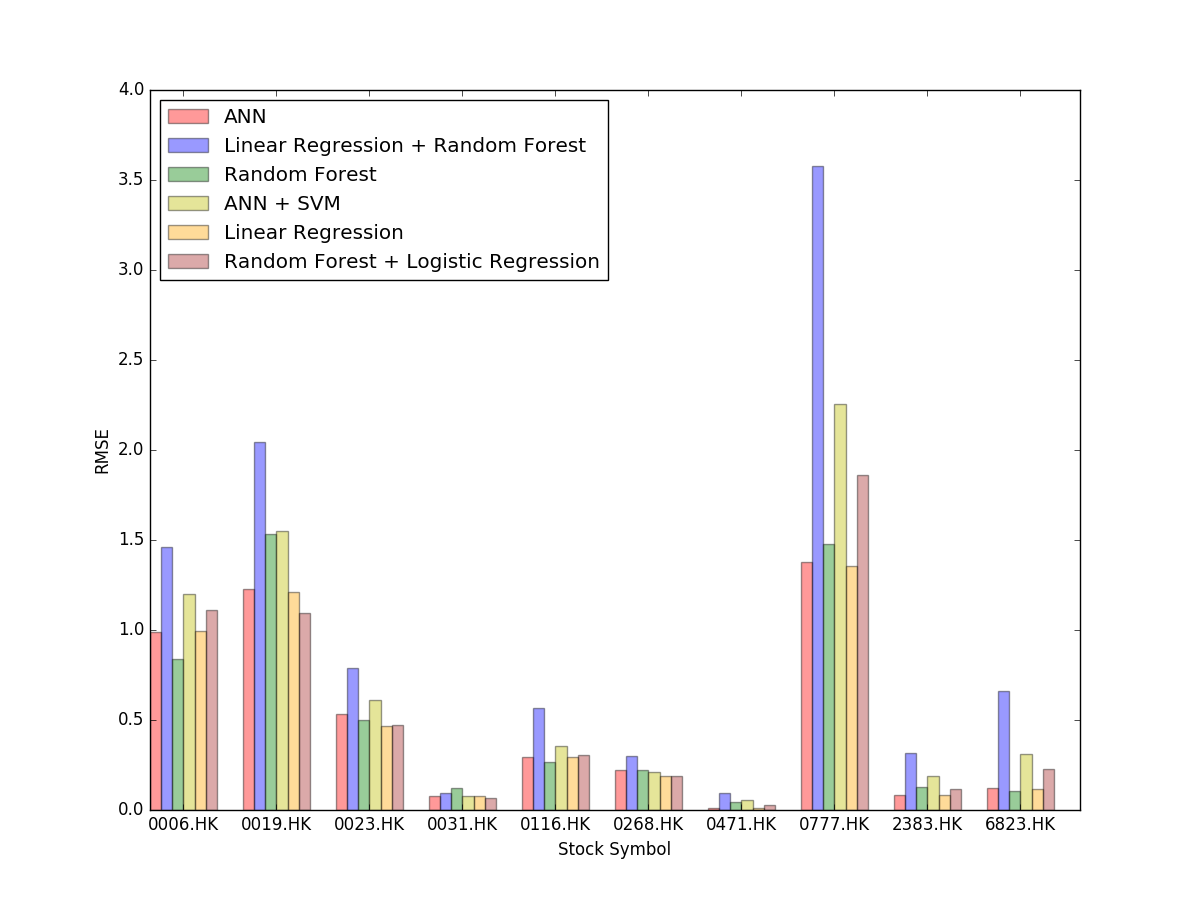 4.0
3.5
3.0
2.5
2.0
1.5
1.0
0.5
0.0
RMSE
ANN
Linear Regression + Random Forest
Random Forest
ANN + SVM
Linear Regression
Random Forest + Logistic Regression
0006.HK 0019.HK 0023.HK 0031.HK 0116.HK 0268.HK 0471.HK 0777.HK 2383.HK 6823.HK
Stock Symbol